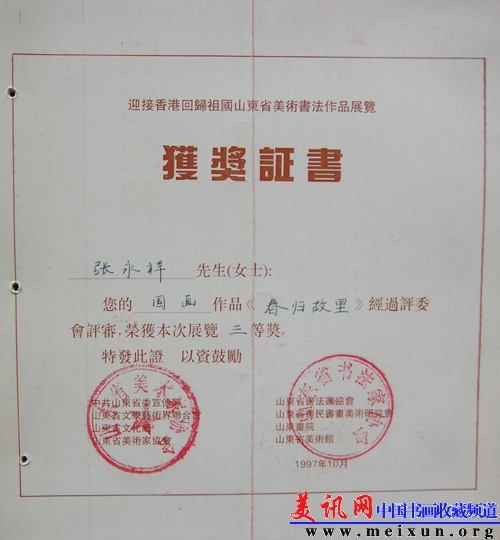 迎接香港回歸祖國山東省美術書法作品展覽
獲獎証書
张永祥 先生(女士):
您的 国画 作品《春归故里》經過評委
會評審,榮獲本次展覽 三 等獎。
特發此證 以資鼓勵
中共山東省委宣傳部
山東省文學藝術界聯合會
山東省文化廳
山東省美術家協會
山東省書法家協會
山東省農民書畫美術研究會
山東畫院
山東省美術館
1997年10月
美讯网 中国书画收藏频道
www.meixun.org